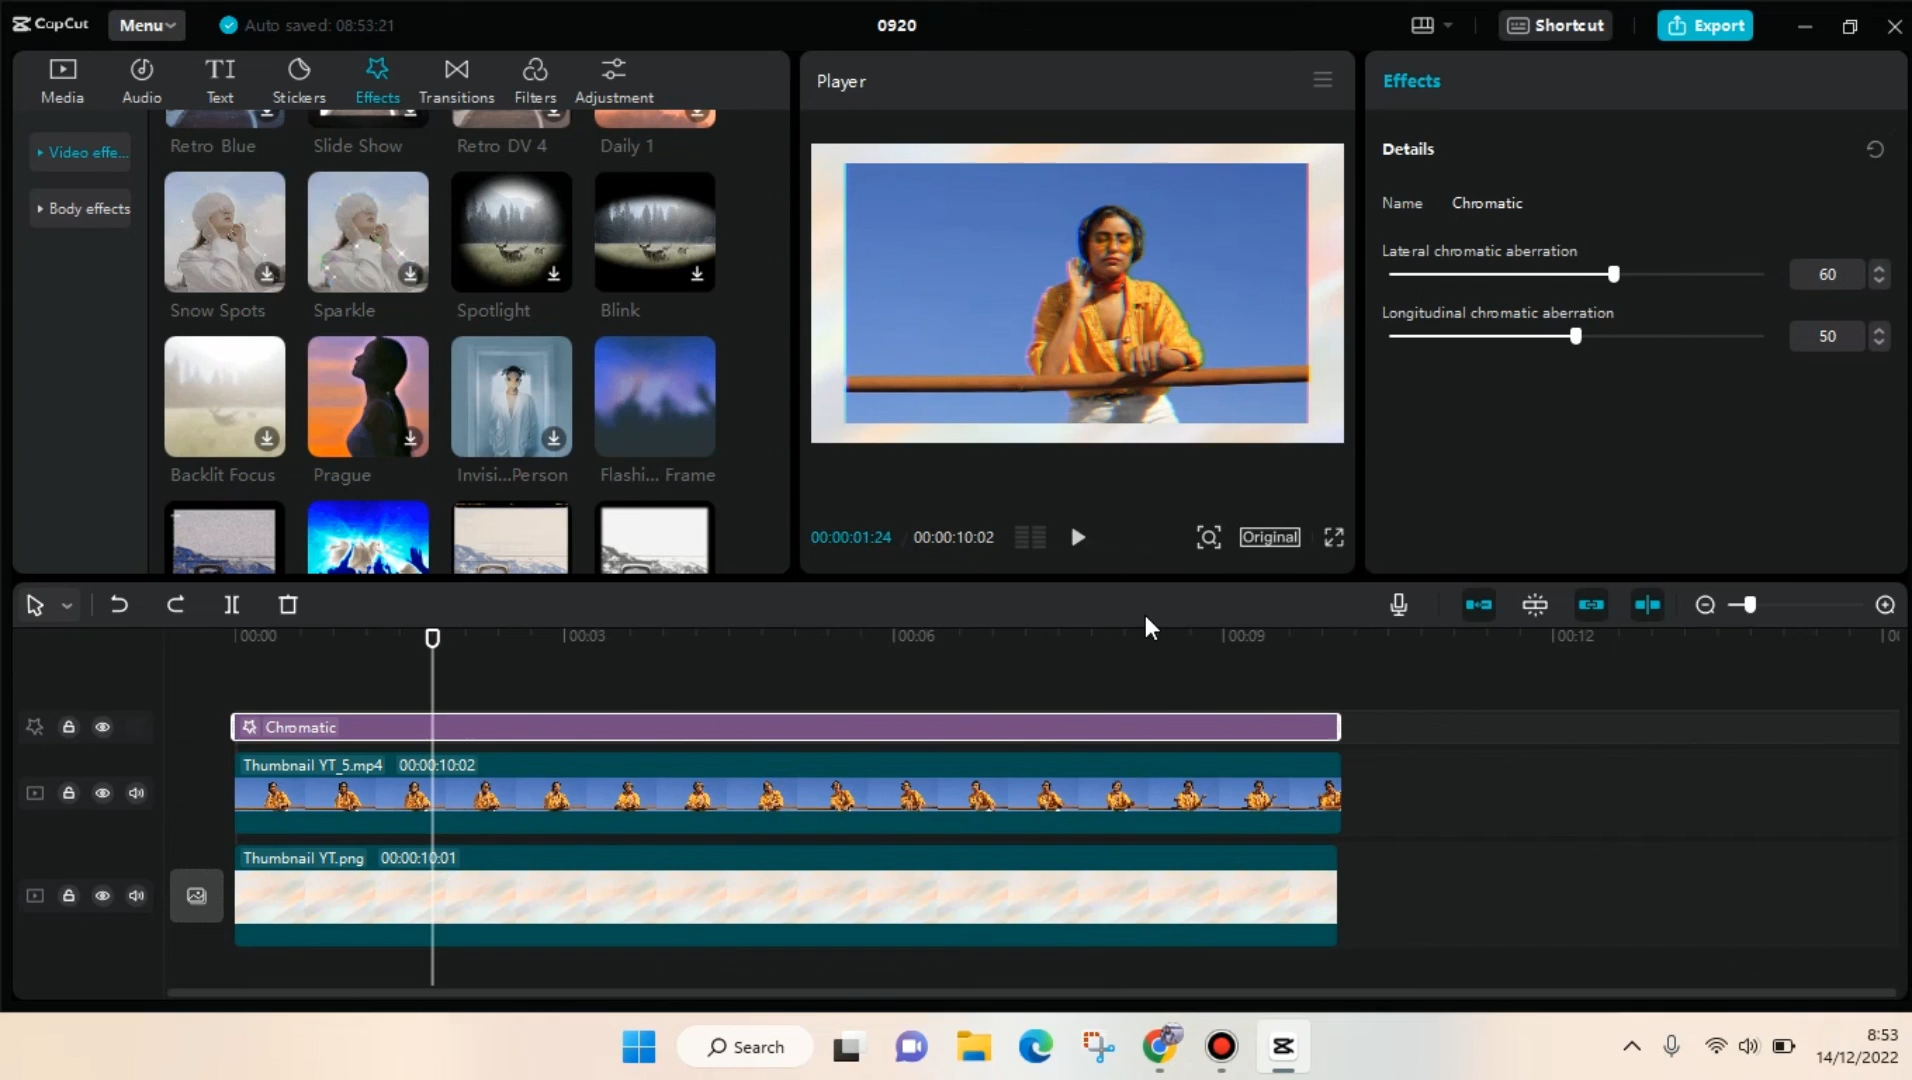 CapCut
Menu
Auto saved: 08:53:21
0920
Shortcut
Export
Media
Audio
TI
Text
Stickers
Effects
Transitions
Filters
Adjustment
Video effe...
Body effects
Retro Blue
Slide Show
Retro DV 4
Daily 1
Snow Spots
Sparkle
Spotlight
Blink
Backlit Focus
Prague
Invisi...Person
Flashi... Frame
Player
00:00:01:24 / 00:00:10:02
Original
Effects
Details
Name Chromatic
Lateral chromatic aberration
60
Longitudinal chromatic aberration
50
00:00
00:03
00:06
00:09
00:12
Chromatic
Thumbnail YT_5.mp4 00:00:10:02
Thumbnail YT.png 00:00:10:01
Search
8:53
14/12/2022